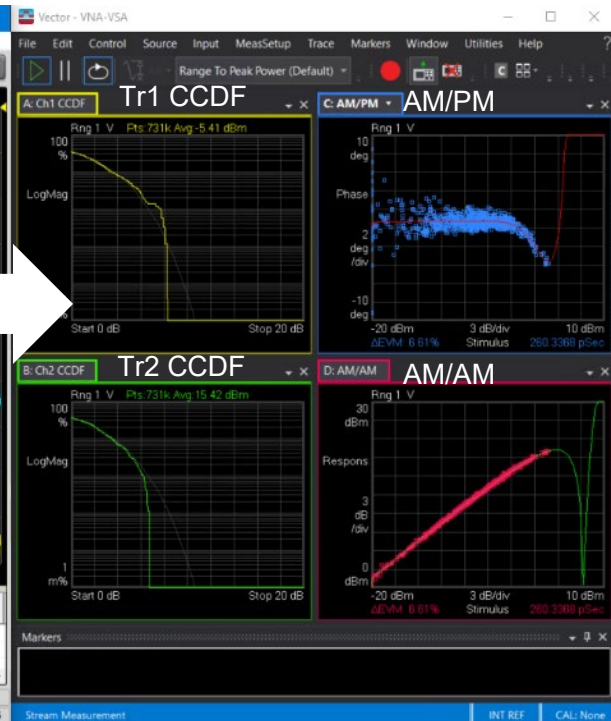 Vector - VNA-VSA
File Edit Control Source Input MeasSetup Trace Markers Window Utilities Help ?
Range To Peak Power (Default)
A: Ch1 CCDF
Tr1 CCDF
Rng 1 V Pts:731k Avg:-5.41 dBm
100
%
LogMag
%
Start 0 dB Stop 20 dB
C: AM/PM
AM/PM
Rng 1 V
10
deg
Phase
2
deg
/div
-10
deg
-20 dBm 3 dB/div 10 dBm
ΔEVM 6.61% Stimulus 260.3368 pSec
B: Ch2 CCDF
Tr2 CCDF
Rng 1 V Pts:731k Avg:15.42 dBm
100
%
LogMag
1
m%
Start 0 dB Stop 20 dB
D: AM/AM
AM/AM
Rng 1 V
30
dBm
Respons
3
dB
/div
0
dBm
-20 dBm 3 dB/div 10 dBm
ΔEVM 6.61% Stimulus 260.3368 pSec
Markers
Stream Measurement INT REF CAL: None